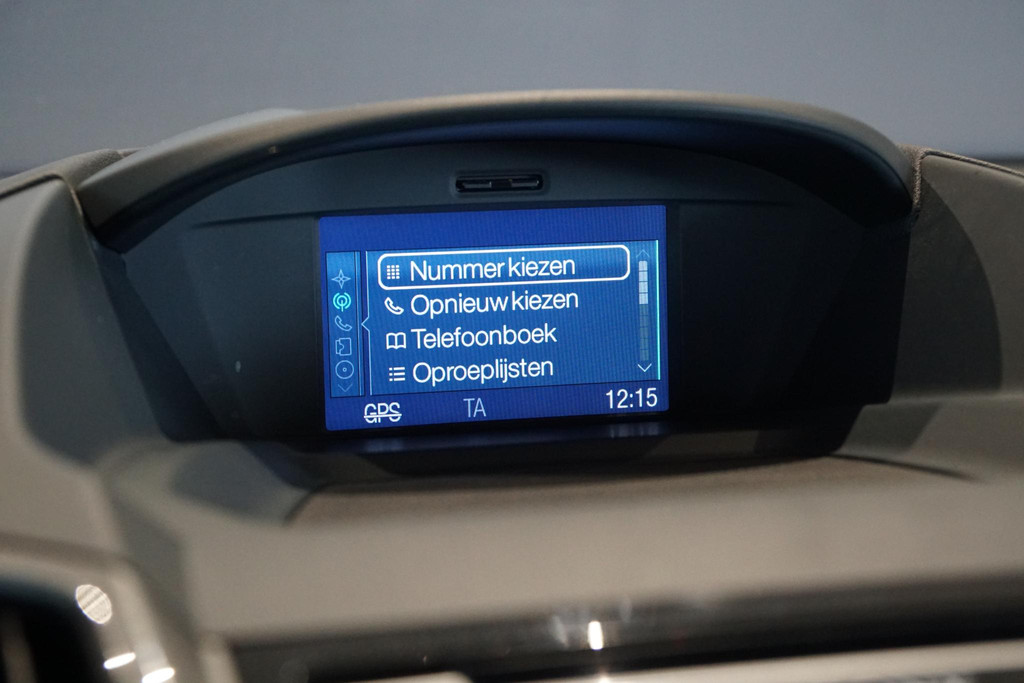 Nummer kiezen
Opnieuw kiezen
Telefoonboek
Oproeplijsten
GPS TA 12:15